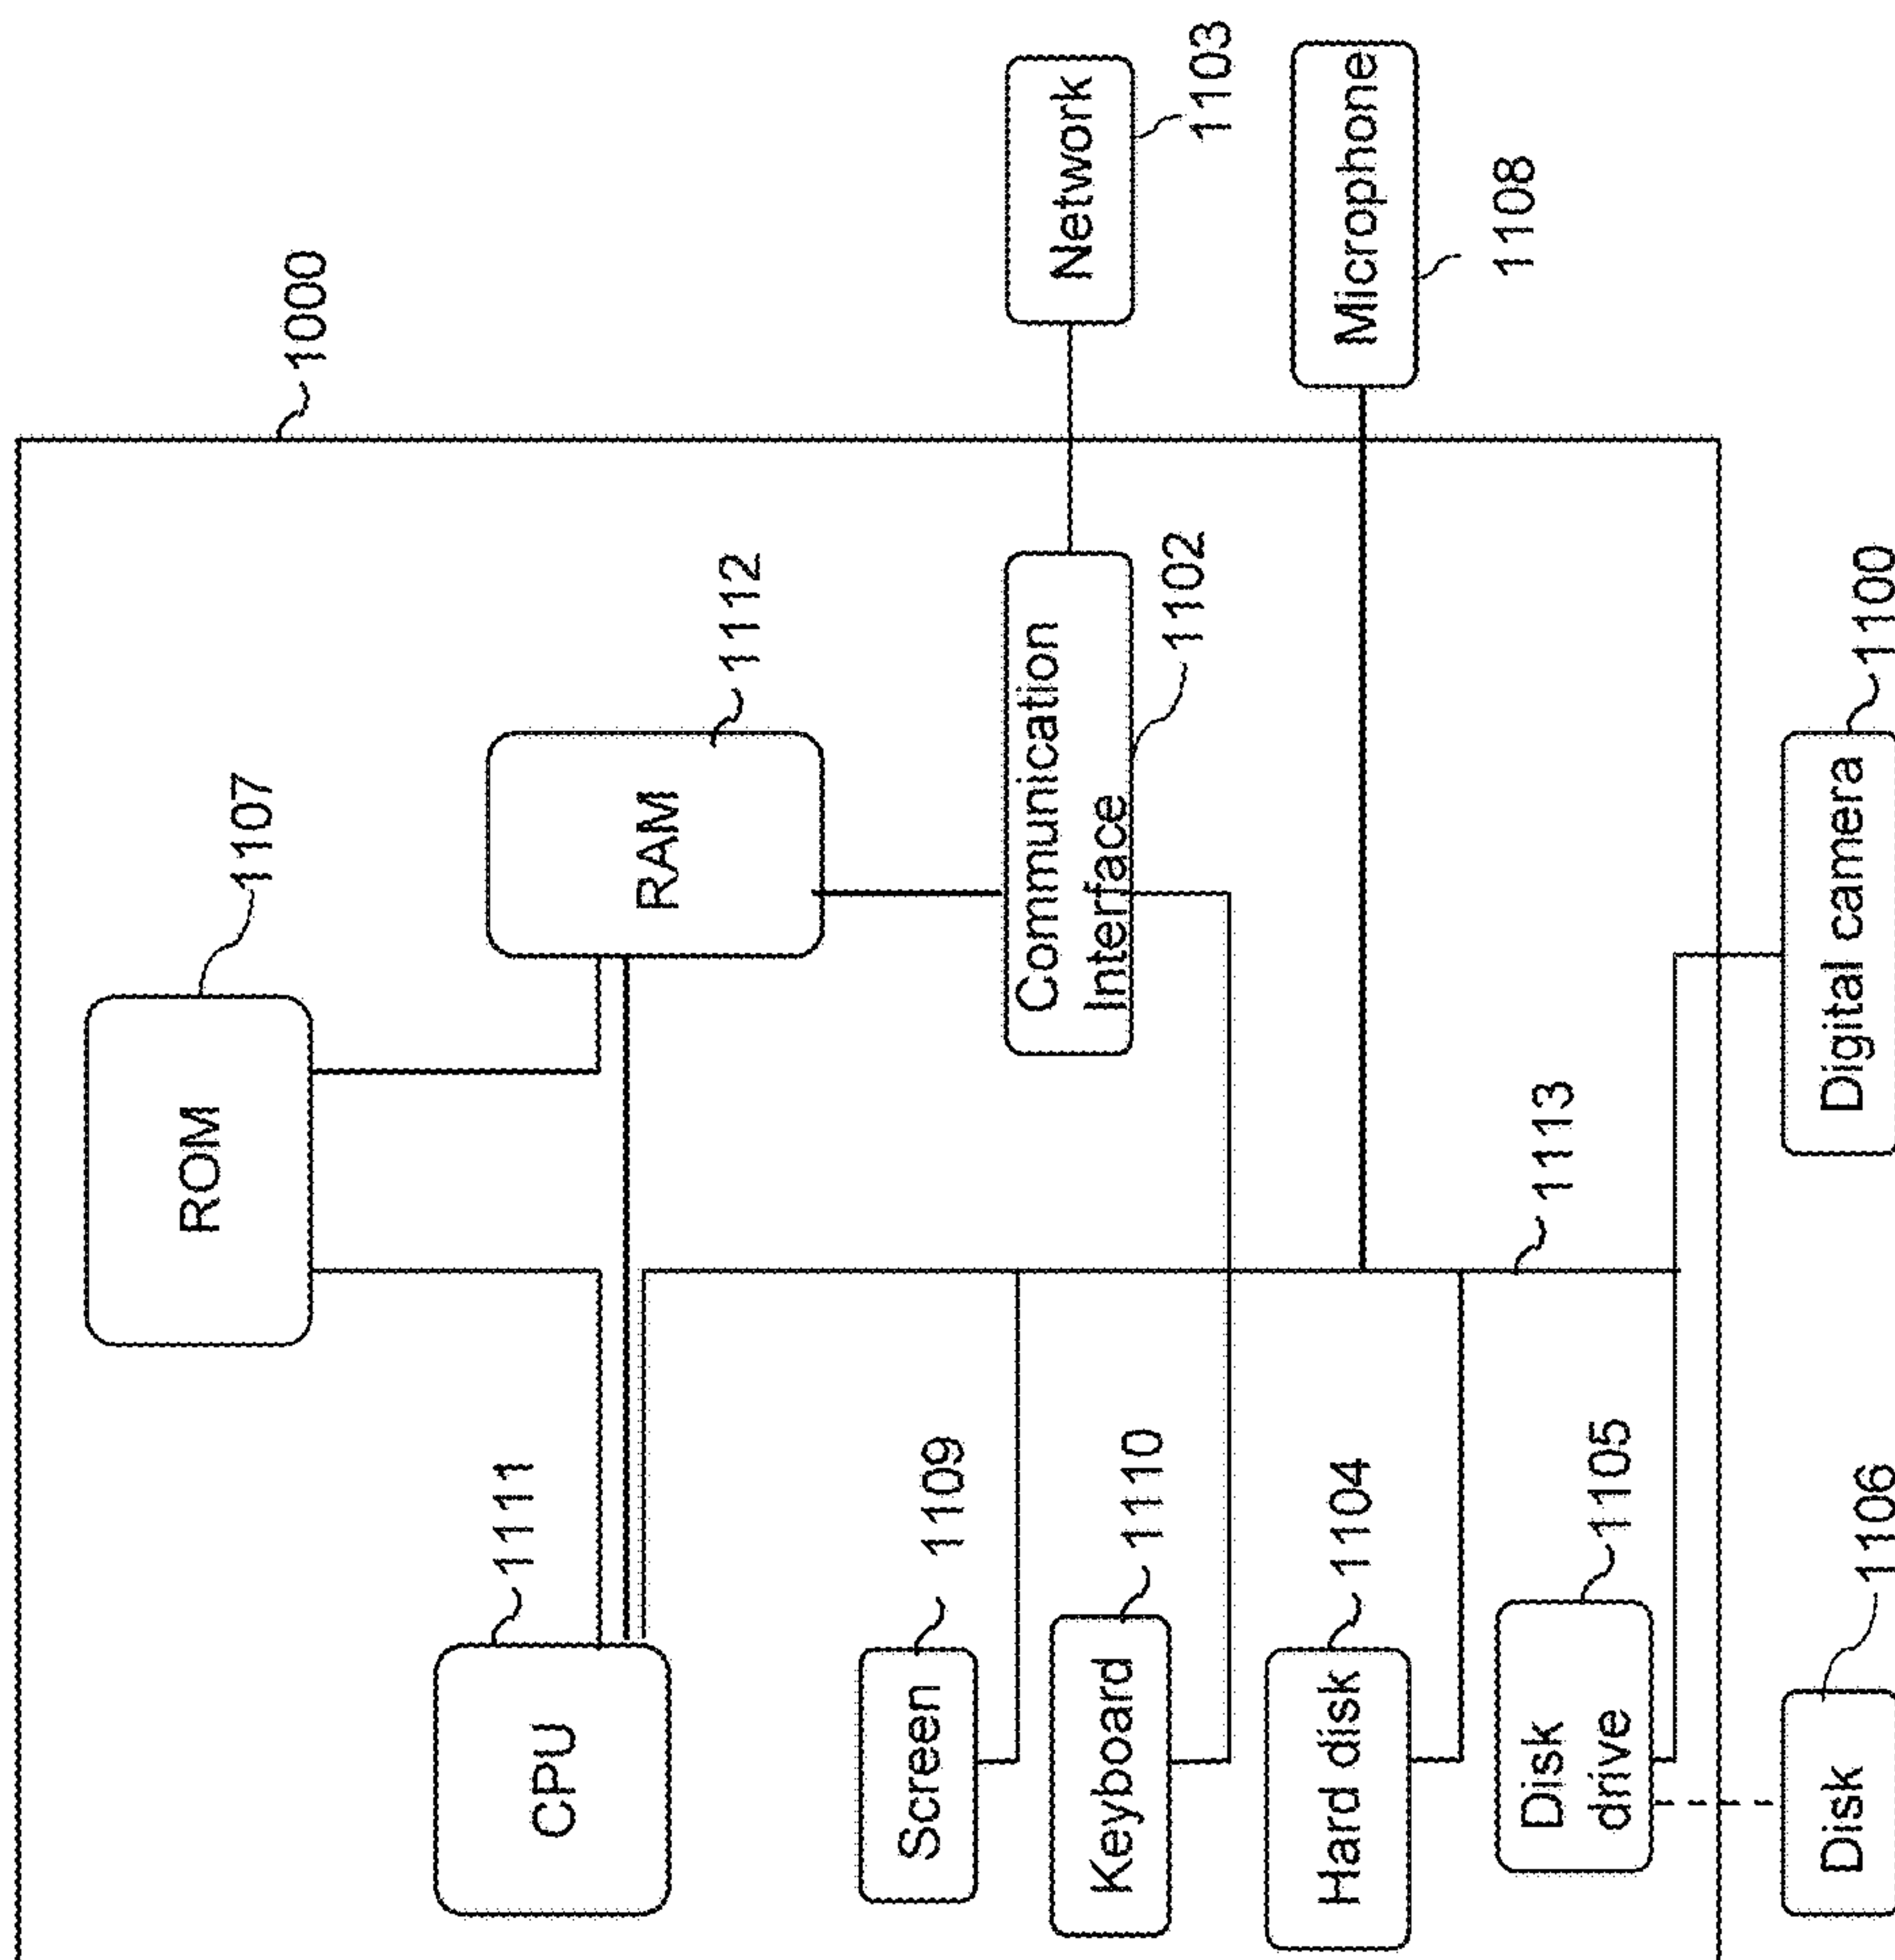 1000
ROM
1107
CPU
1111
RAM
1112
Screen
1109
Keyboard
1110
Communication
Interface
1102
Network
1103
Hard disk
1104
Microphone
1108
Disk
drive
1105
1113
Disk
1106
Digital camera
1100